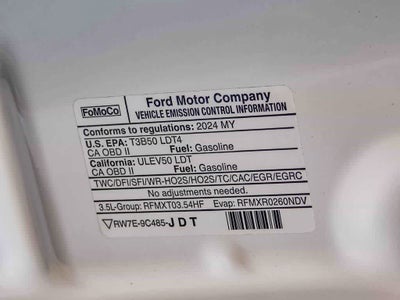 FoMoCo
Ford Motor Company
VEHICLE EMISSION CONTROL INFORMATION
Conforms to regulations: 2024 MY
U.S. EPA: T3B50 LDT4
CA OBD II Fuel: Gasoline
California: ULEV50 LDT
CA OBD II Fuel: Gasoline
TWC/DFI/SFI/WR-HO2S/HO2S/TC/CAC/EGR/EGRC
No adjustments needed.
3.5L-Group: RFMXT03.54HF Evap: RFMXR0260NDV
RW7E-9C485-JDT